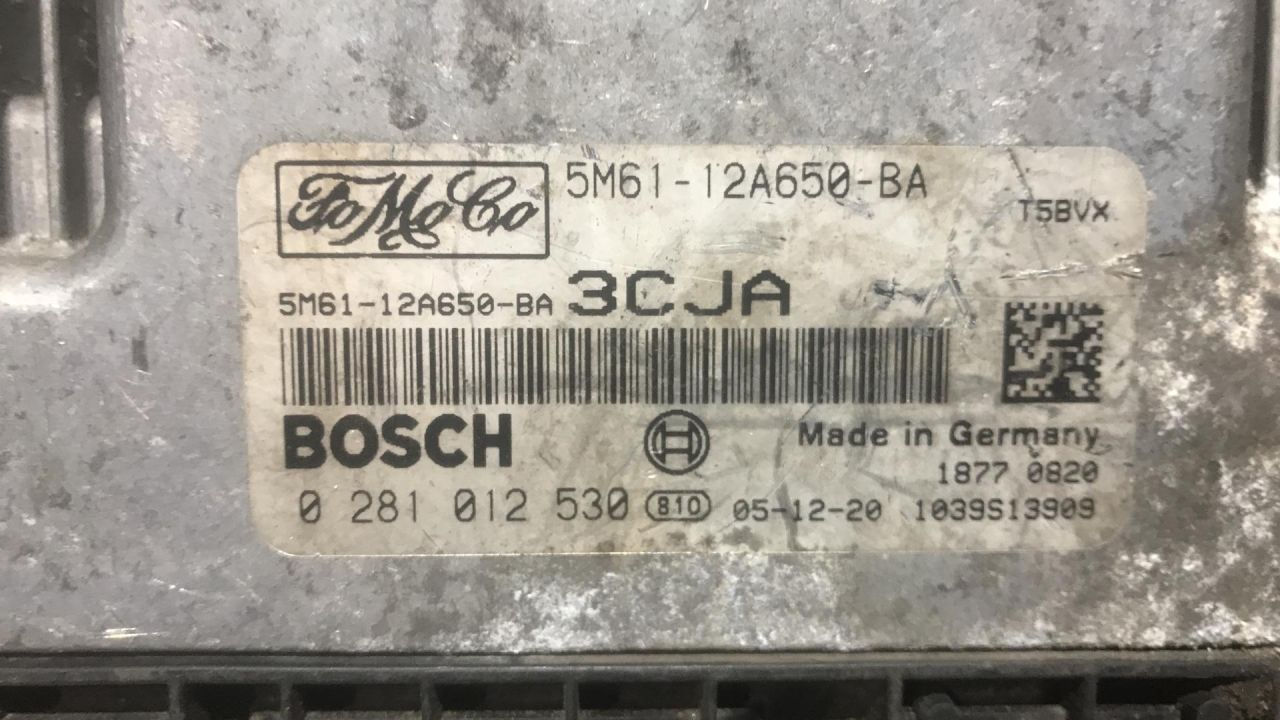 FoMoCo 5M61-12A650-BA
T5BVX
5M61-12A650-BA 3CJA
BOSCH
Made in Germany
1877 0820
0 281 012 530 810 05-12-20 1039S13909